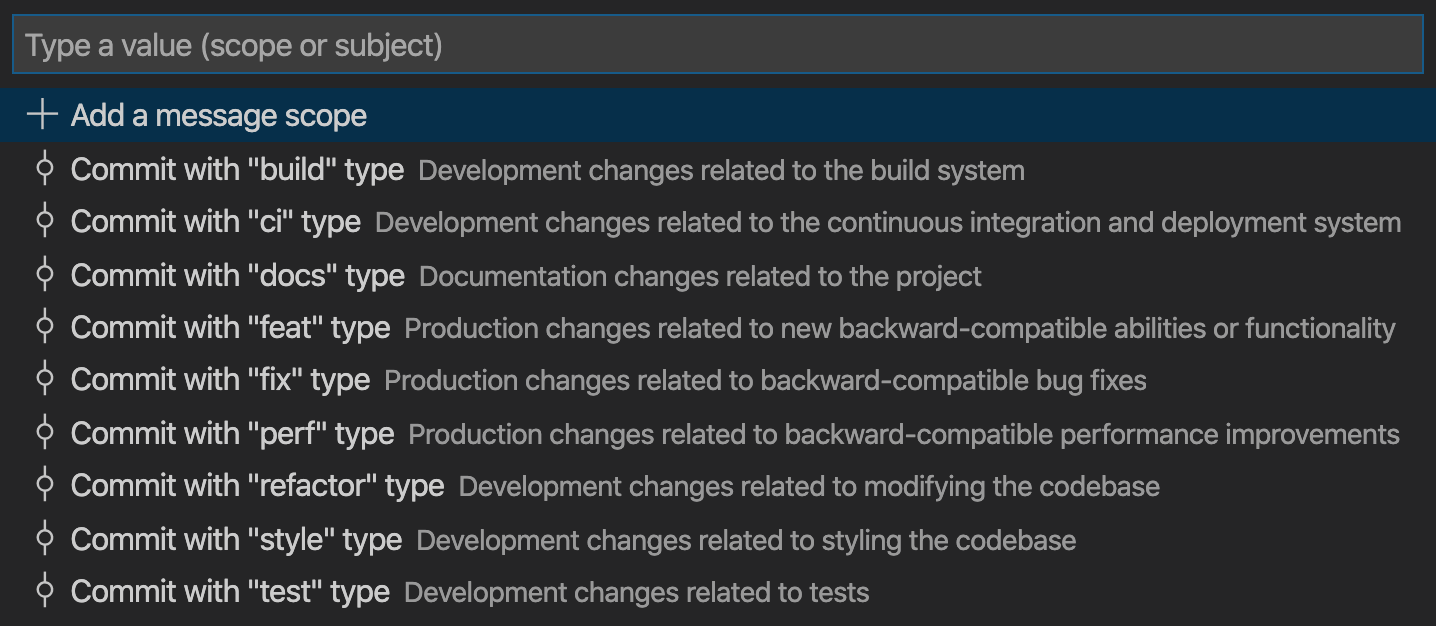 Type a value (scope or subject)
Add a message scope
Commit with "build" type Development changes related to the build system
Commit with "ci" type Development changes related to the continuous integration and deployment system
Commit with "docs" type Documentation changes related to the project
Commit with "feat" type Production changes related to new backward-compatible abilities or functionality
Commit with "fix" type Production changes related to backward-compatible bug fixes
Commit with "perf" type Production changes related to backward-compatible performance improvements
Commit with "refactor" type Development changes related to modifying the codebase
Commit with "style" type Development changes related to styling the codebase
Commit with "test" type Development changes related to tests